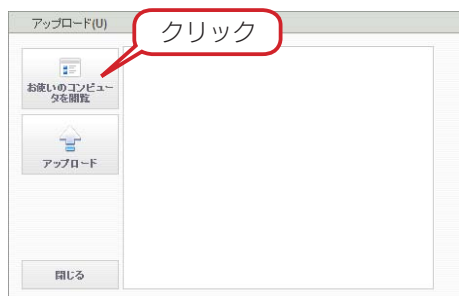 アップロード(U)
クリック
お使いのコンピュー
タを閲覧
アップロード
閉じる